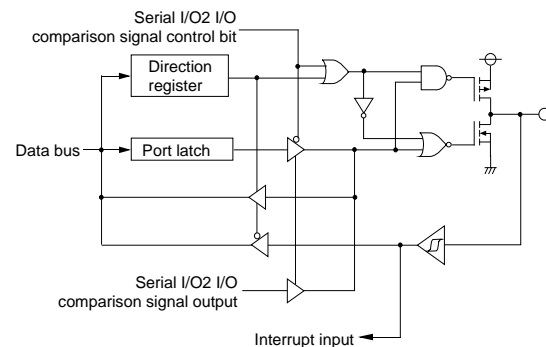 Serial I/O2 I/O
comparison signal control bit
Direction
register
Data bus
Port latch
Serial I/O2 I/O
comparison signal output
Interrupt input